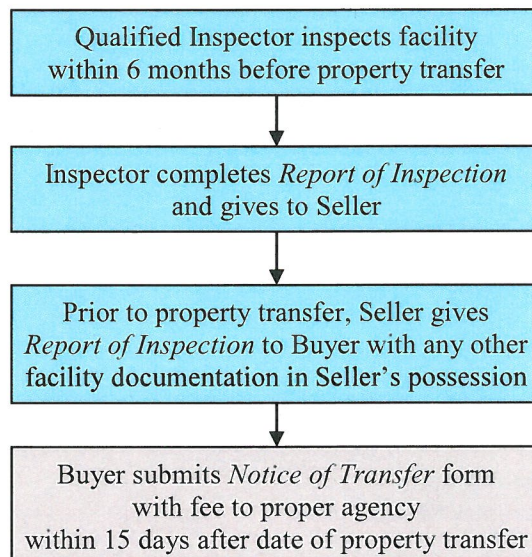 Qualified Inspector inspects facility
within 6 months before property transfer
Inspector completes Report of Inspection
and gives to Seller
Prior to property transfer, Seller gives
Report of Inspection to Buyer with any other
facility documentation in Seller's possession
Buyer submits Notice of Transfer form
with fee to proper agency
within 15 days after date of property transfer